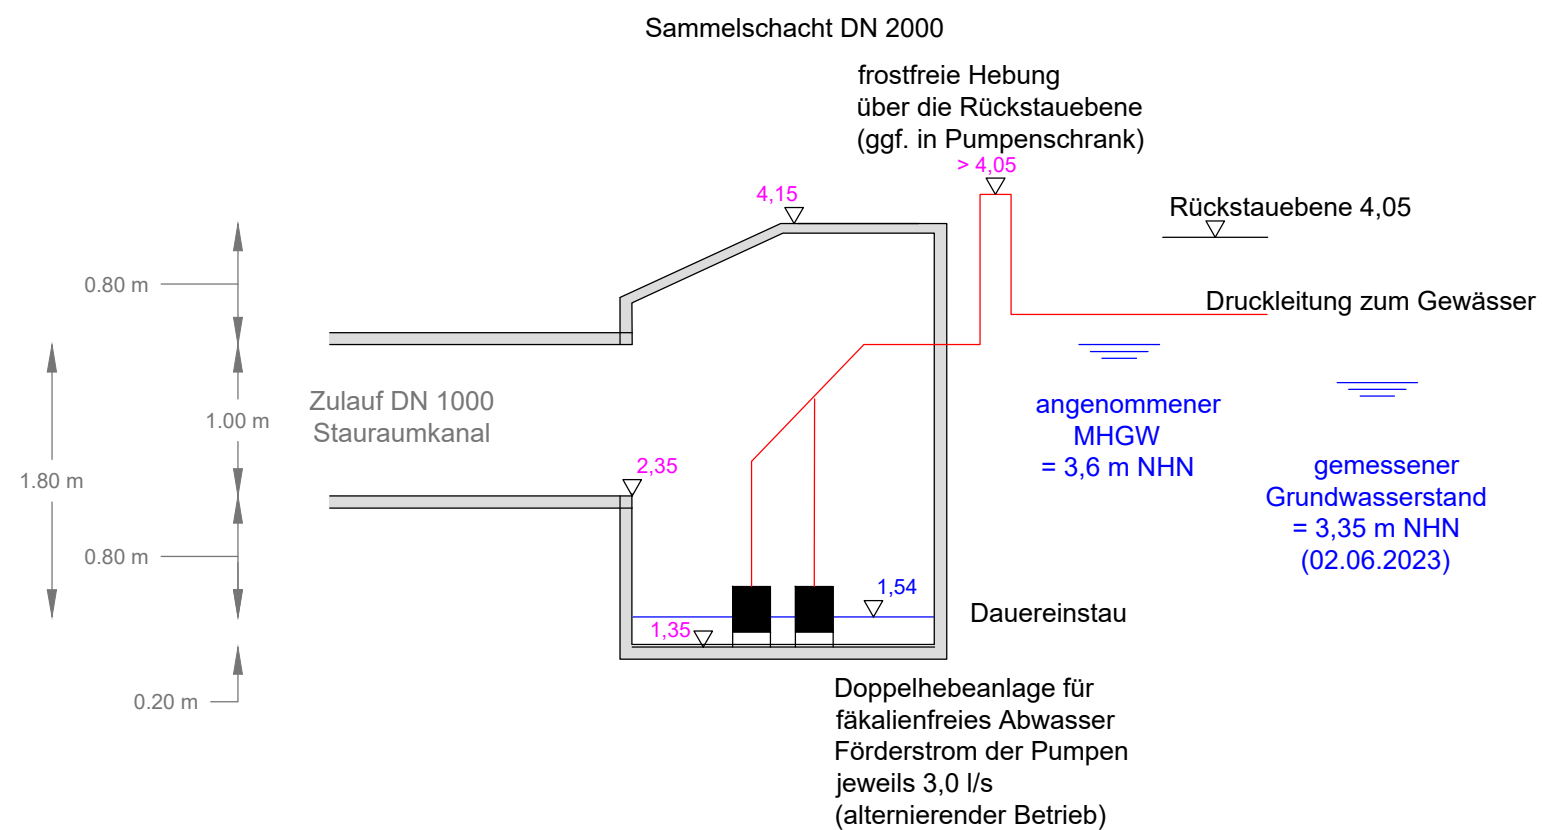 Sammelschacht DN 2000
frostfreie Hebung
über die Rückstauebene
(ggf. in Pumpenschrank)
> 4,05
4,15
Rückstauebene 4,05
0.80 m
Druckleitung zum Gewässer
Zulauf DN 1000
Stauraumkanal
1.00 m
angenommener
MHGW
= 3,6 m NHN
2,35
1.80 m
gemessener
Grundwasserstand
= 3,35 m NHN
(02.06.2023)
0.80 m
1,54
Dauereinstau
1,35
0.20 m
Doppelhebeanlage für
fäkalienfreies Abwasser
Förderstrom der Pumpen
jeweils 3,0 l/s
(alternierender Betrieb)